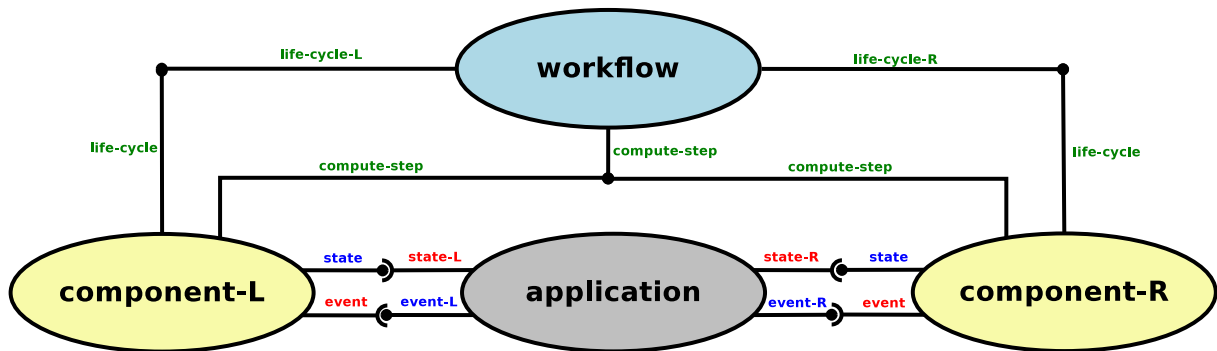 life-cycle-L
workflow
life-cycle-R
life-cycle
compute-step
life-cycle
compute-step
compute-step
state
state-L
state-R
state
component-L
application
component-R
event
event-L
event-R
event